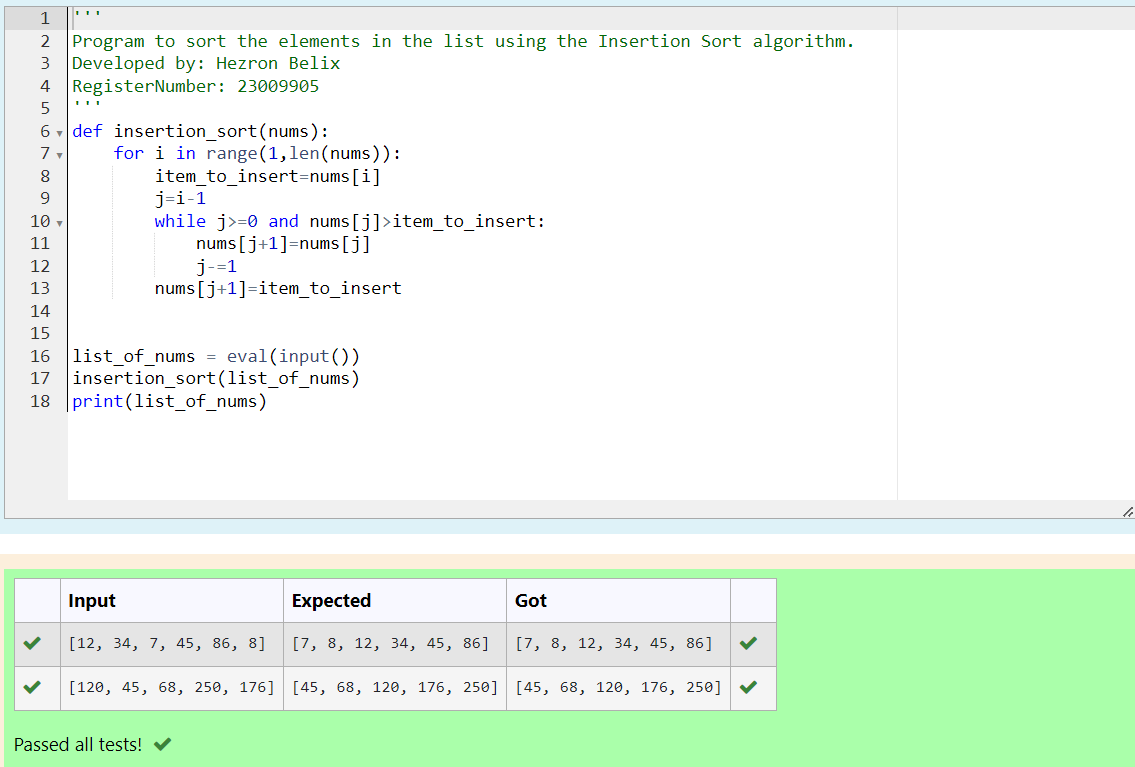 1 '''
2 Program to sort the elements in the list using the Insertion Sort algorithm.
3 Developed by: Hezron Belix
4 RegisterNumber: 23009905
5 '''
6 def insertion_sort(nums):
7     for i in range(1,len(nums)):
8         item_to_insert=nums[i]
9         j=i-1
10         while j>=0 and nums[j]>item_to_insert:
11             nums[j+1]=nums[j]
12             j-=1
13         nums[j+1]=item_to_insert
14
15
16 list_of_nums = eval(input())
17 insertion_sort(list_of_nums)
18 print(list_of_nums)
Input Expected Got
[12, 34, 7, 45, 86, 8] [7, 8, 12, 34, 45, 86] [7, 8, 12, 34, 45, 86]
[120, 45, 68, 250, 176] [45, 68, 120, 176, 250] [45, 68, 120, 176, 250]
Passed all tests!